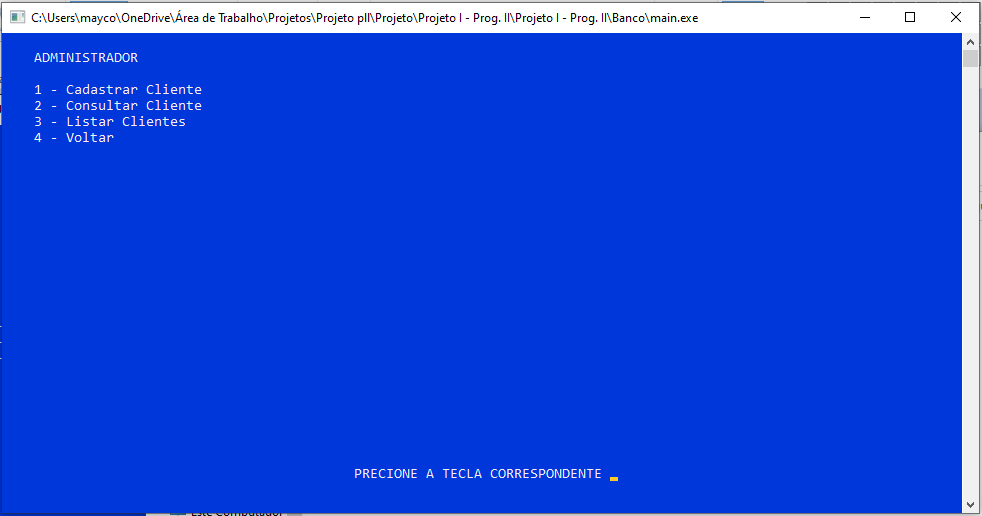 C:\Users\mayco\OneDrive\Área de Trabalho\Projetos\Projeto pII\Projeto\Projeto I - Prog. II\Projeto I - Prog. II\Banco\main.exe
ADMINISTRADOR
1 - Cadastrar Cliente
2 - Consultar Cliente
3 - Listar Clientes
4 - Voltar
PRECIONE A TECLA CORRESPONDENTE
Este Computador